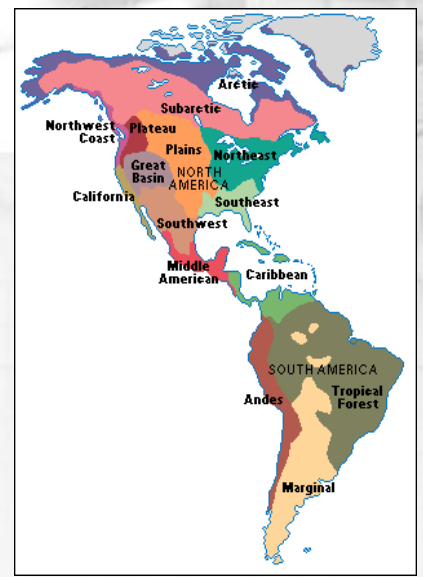 Arctic
Subarctic
Northwest
Coast
Plateau
Plains
Northeast
Great
Basin
NORTH
AMERICA
California
Southeast
Southwest
Middle
American
Caribbean
SOUTH AMERICA
Andes
Tropical
Forest
Marginal